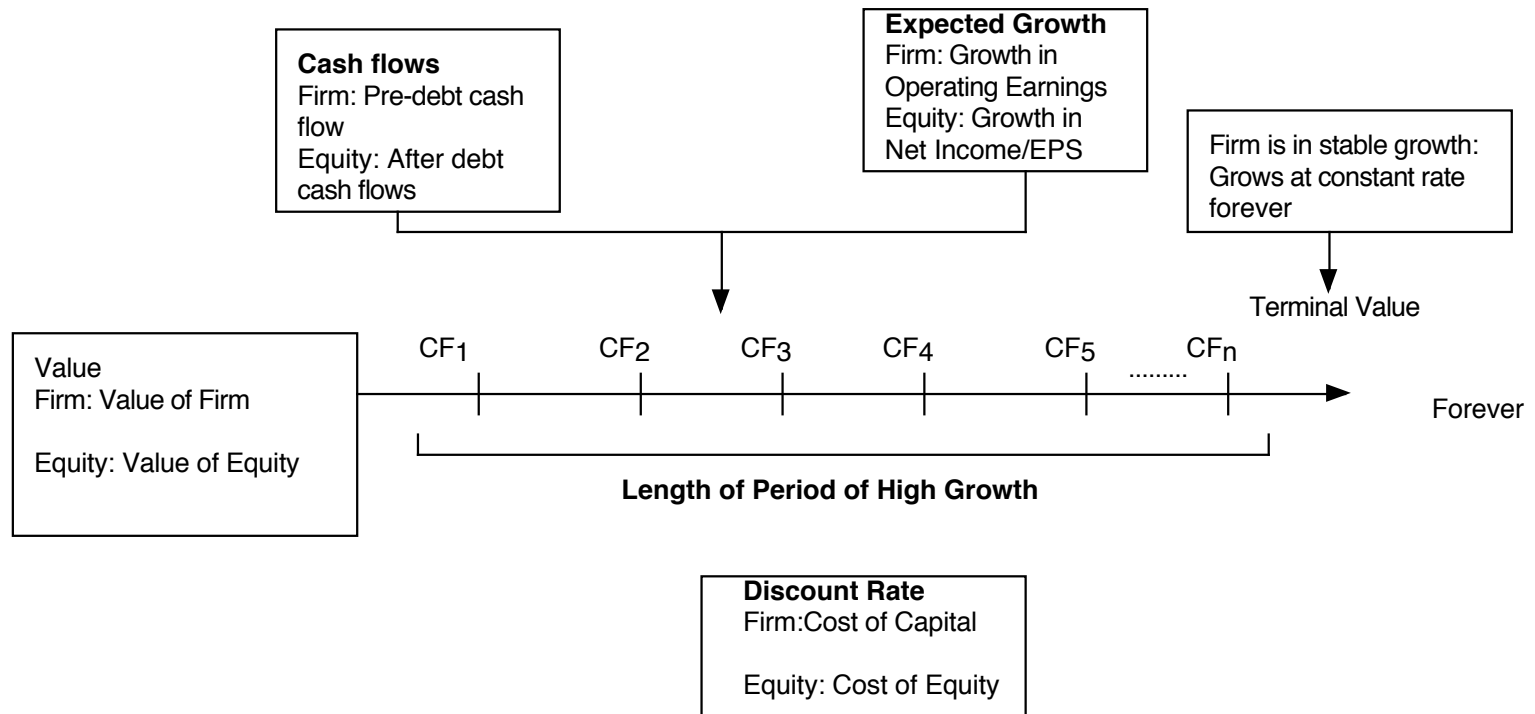 Cash flows
Firm: Pre-debt cash
flow
Equity: After debt
cash flows
Expected Growth
Firm: Growth in
Operating Earnings
Equity: Growth in
Net Income/EPS
Firm is in stable growth:
Grows at constant rate
forever
Terminal Value
CF1 CF2 CF3 CF4 CF5 ......... CFn
Forever
Value
Firm: Value of Firm
Equity: Value of Equity
Length of Period of High Growth
Discount Rate
Firm:Cost of Capital
Equity: Cost of Equity